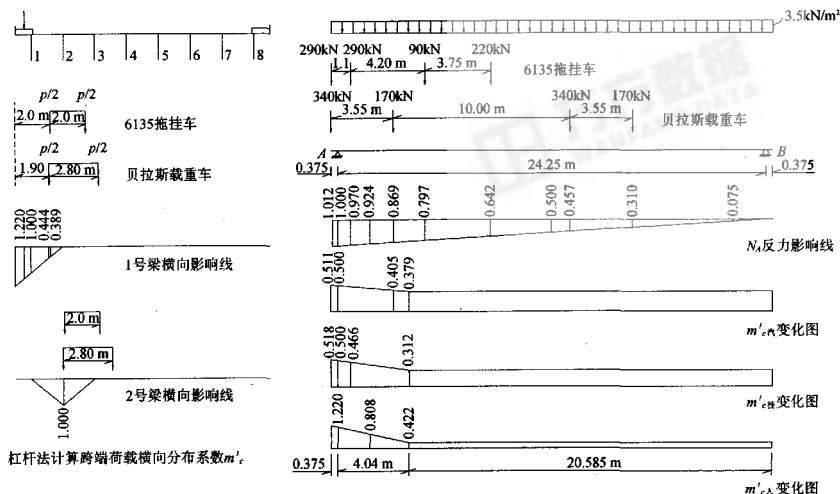 1 2 3 4 5 6 7 8
p/2 p/2
2.0 m 2.0 m
6135拖挂车
p/2 p/2
1.90 2.80 m
贝拉斯载重车
1.220
1.000
0.444
0.389
1号梁横向影响线
2.0 m
2.80 m
2号梁横向影响线
1.000
杠杆法计算跨端荷载横向分布系数m'c
3.5kN/m²
290kN 290kN 90kN 220kN
1.1 4.20 m 3.75 m
6135拖挂车
340kN 170kN 340kN 170kN
3.55 m 10.00 m 3.55 m
贝拉斯载重车
A B
0.375 24.25 m 0.375
1.012
1.000
0.970
0.924
0.869
0.797
0.642
0.500
0.457
0.310
0.075
NA反力影响线
0.511
0.500
0.405
0.379
m'c汽变化图
0.518
0.500
0.466
0.312
m'c挂变化图
1.220
0.808
0.422
0.375 4.04 m 20.585 m
m'c人变化图